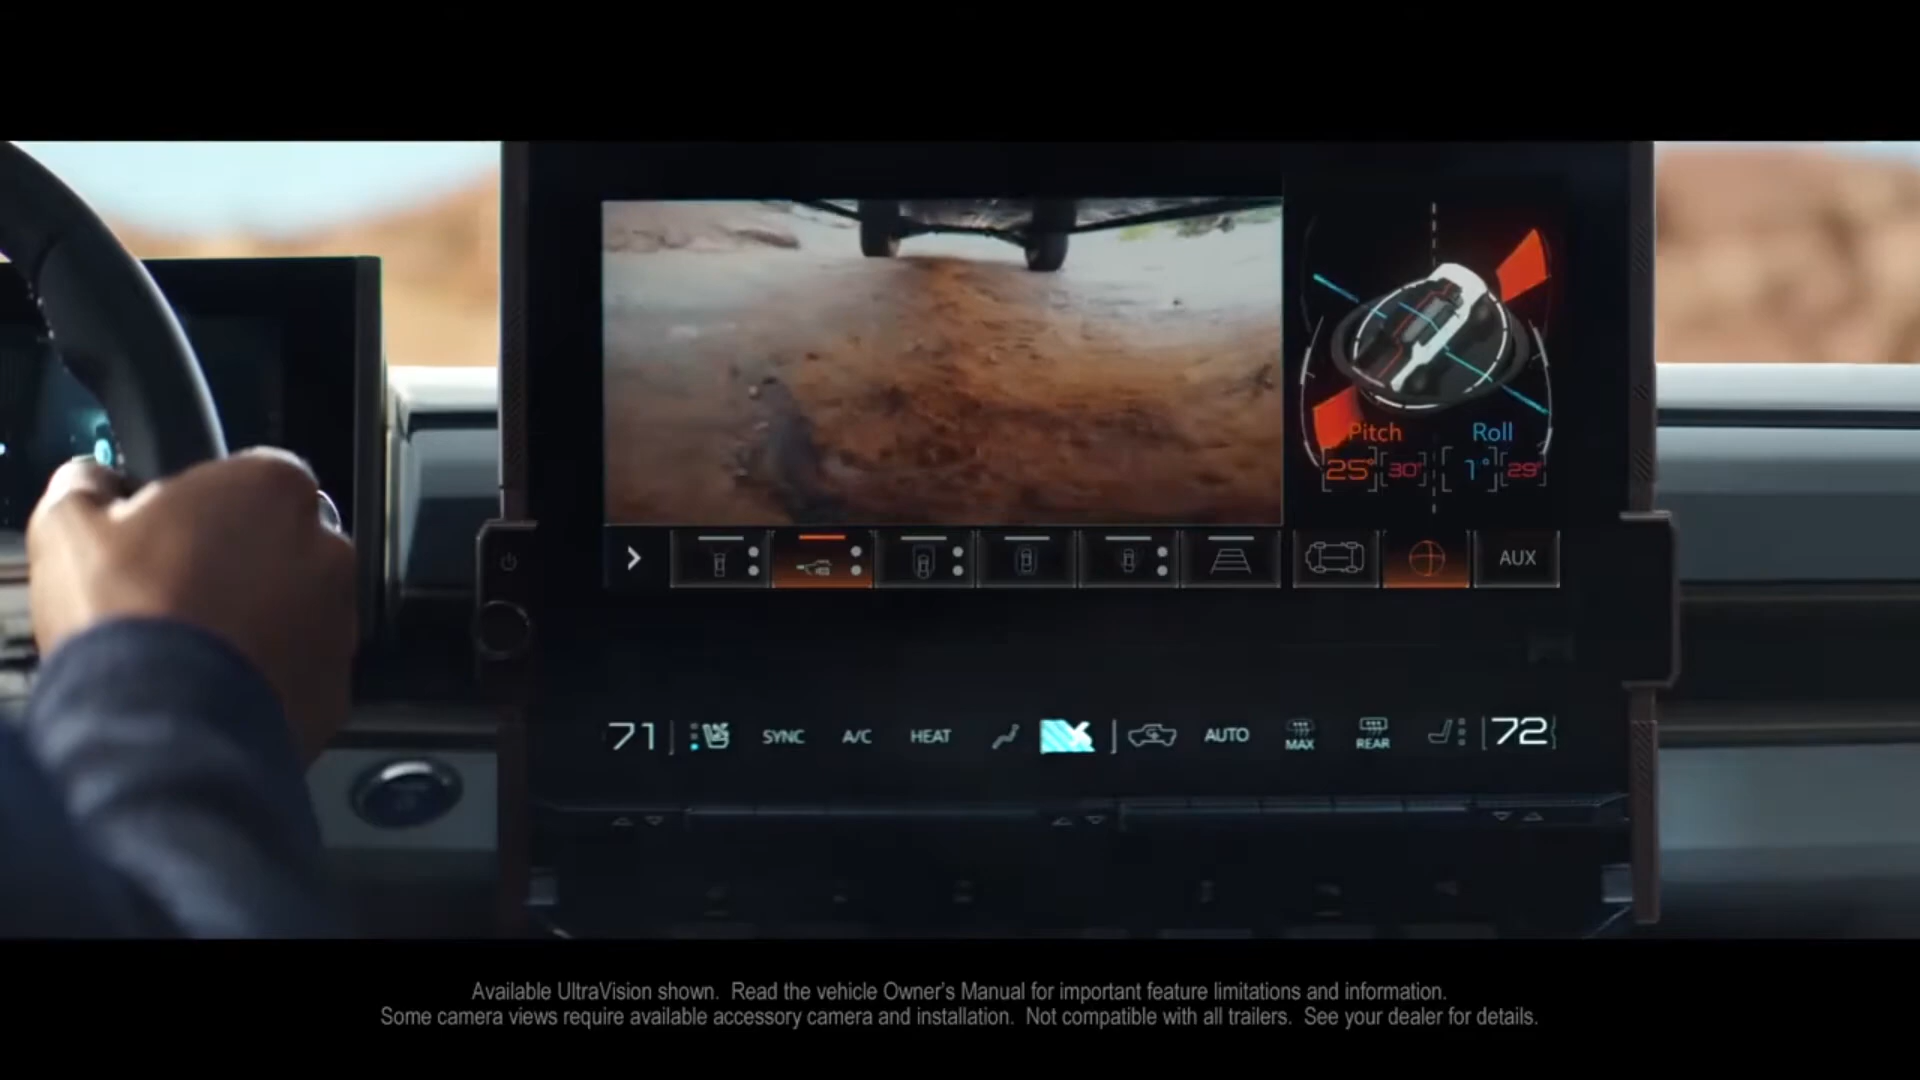 Pitch Roll
25° 30° 1° 29°
AUX
71 SYNC A/C HEAT AUTO MAX REAR 72
Available UltraVision shown. Read the vehicle Owner's Manual for important feature limitations and information.
Some camera views require available accessory camera and installation. Not compatible with all trailers. See your dealer for details.